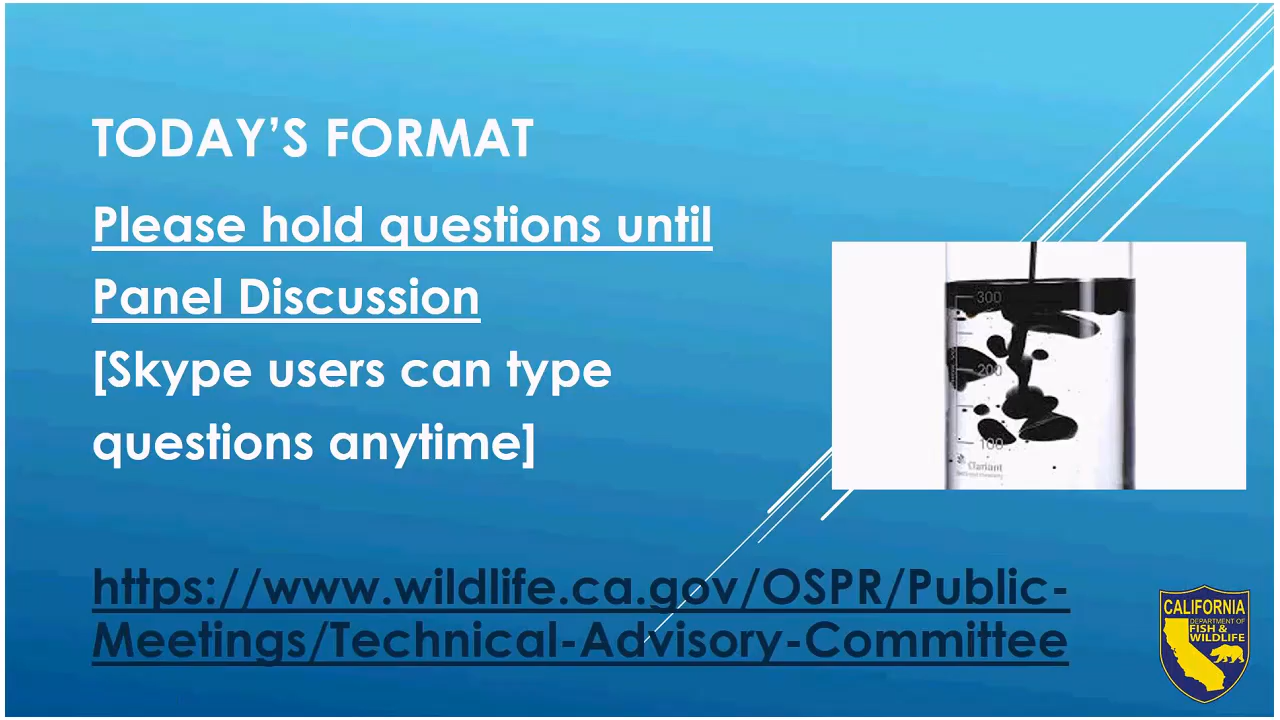 TODAY'S FORMAT
Please hold questions until
Panel Discussion
[Skype users can type
questions anytime]
300
200
100
Clariant
https://www.wildlife.ca.gov/OSPR/Public-
Meetings/Technical-Advisory-Committee
CALIFORNIA
DEPARTMENT OF
FISH &
WILDLIFE